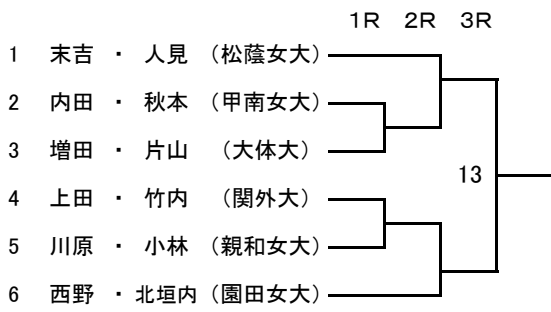 1R 2R 3R
1 末吉 ・ 人見 （松蔭女大）
2 内田 ・ 秋本 （甲南女大）
3 増田 ・ 片山 （大体大）
13
4 上田 ・ 竹内 （関外大）
5 川原 ・ 小林 （親和女大）
6 西野 ・ 北垣内 （園田女大）